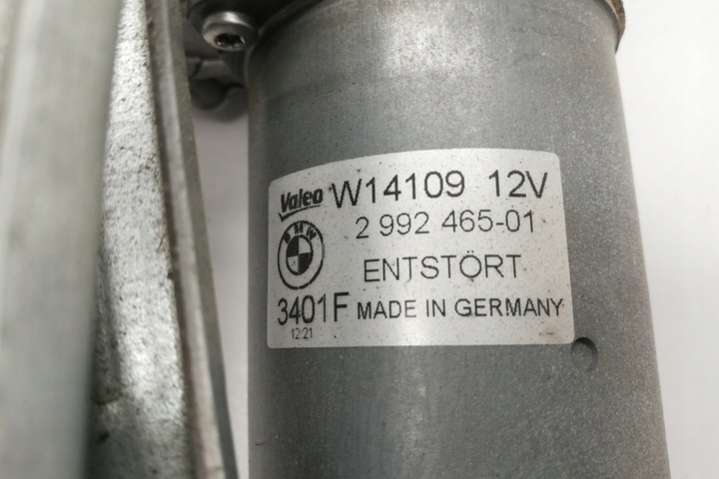 Valeo W14109 12V
BMW 2 992 465-01
ENTSTÖRT
3401F MADE IN GERMANY
12:21